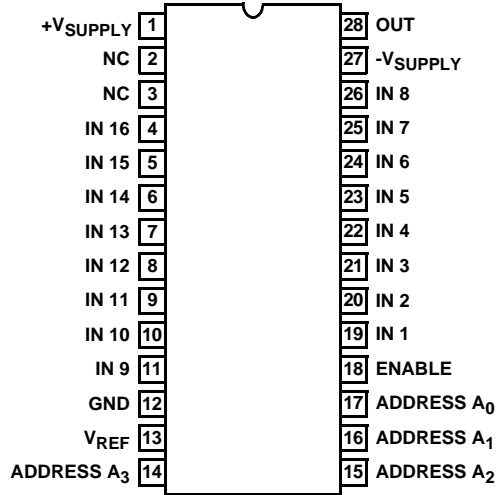 +VSUPPLY 1 28 OUT
NC 2 27 -VSUPPLY
NC 3 26 IN 8
IN 16 4 25 IN 7
IN 15 5 24 IN 6
IN 14 6 23 IN 5
IN 13 7 22 IN 4
IN 12 8 21 IN 3
IN 11 9 20 IN 2
IN 10 10 19 IN 1
IN 9 11 18 ENABLE
GND 12 17 ADDRESS A0
VREF 13 16 ADDRESS A1
ADDRESS A3 14 15 ADDRESS A2